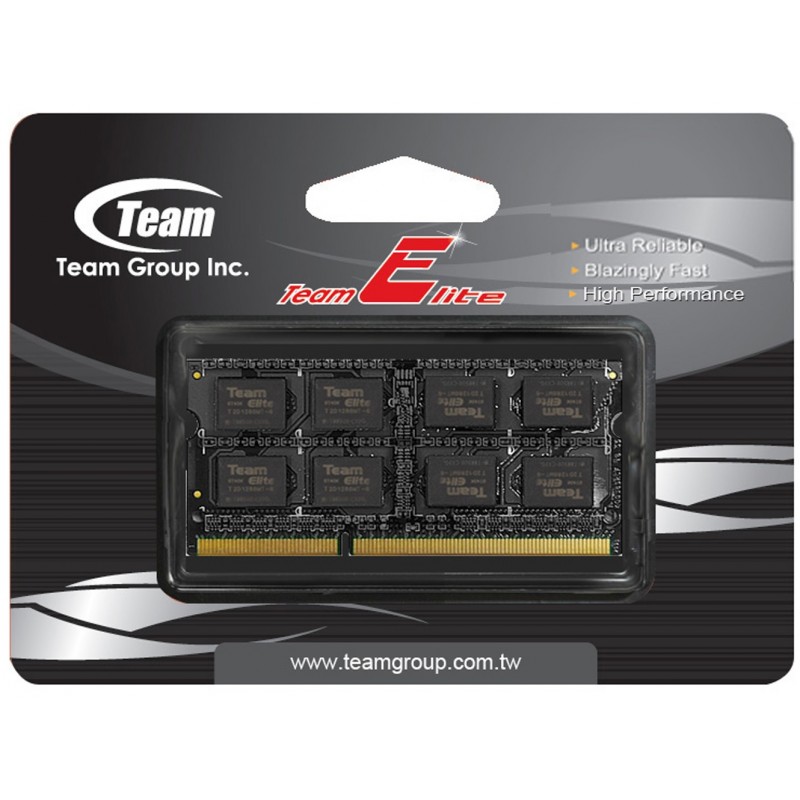 Team
Team Group Inc.
Team Elite
Ultra Reliable
Blazingly Fast
High Performance
Team
Elite
Team
Elite
Team
Elite
Team
Elite
Team
Elite
Team
Elite
Team
Elite
Team
Elite
www.teamgroup.com.tw